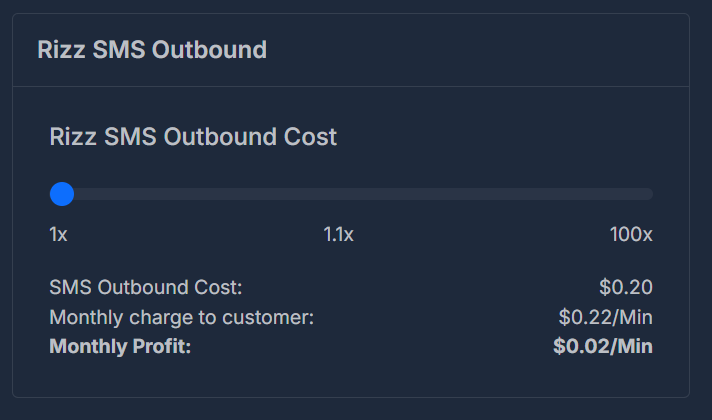 Rizz SMS Outbound
Rizz SMS Outbound Cost
1x 1.1x 100x
SMS Outbound Cost: $0.20
Monthly charge to customer: $0.22/Min
Monthly Profit: $0.02/Min